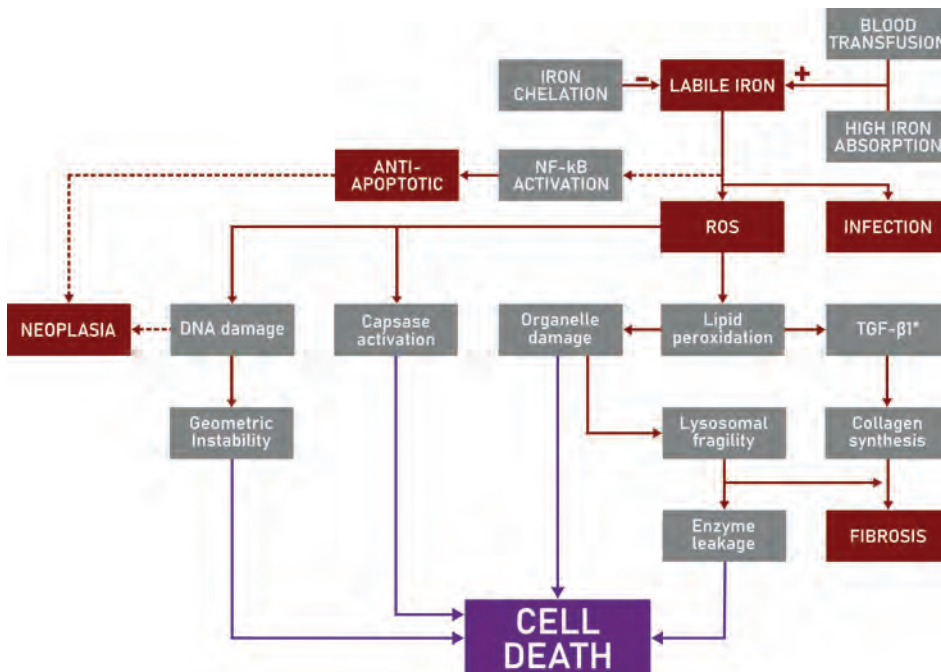 BLOOD
TRANSFUSION
IRON
CHELATION
-
LABILE IRON
+
HIGH IRON
ABSORPTION
ANTI-
APOPTOTIC
NF-kB
ACTIVATION
ROS
INFECTION
NEOPLASIA
DNA damage
Capsase
activation
Organelle
damage
Lipid
peroxidation
TGF-β1*
Geometric
Instability
Lysosomal
fragility
Collagen
synthesis
Enzyme
leakage
FIBROSIS
CELL
DEATH